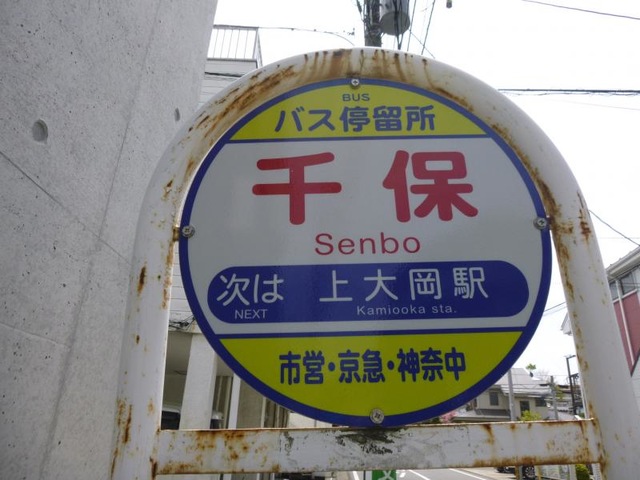 BUS
バス停留所
千保
Senbo
次は 上大岡駅
NEXT Kamiooka sta.
市営・京急・神奈中